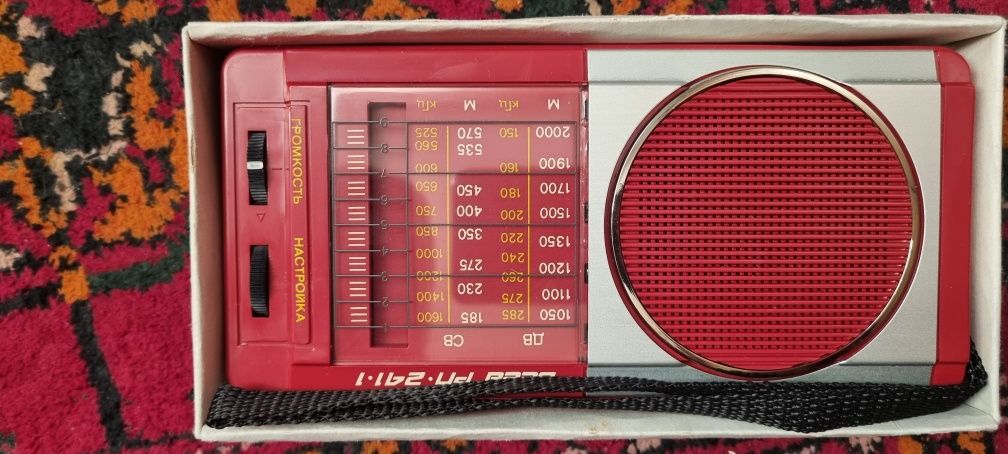 ВЕГА РП·241·1
ДВ СВ
1050 285 185 1600 1
1100 275 230 1400 2
1200 260 275 1200 3
240 1000 4
1350 220 350 850 5
1500 200 400 750
1700 180 450 650 6
1900 160 600 7
535 560 8
2000 150 570 525 9
М кГц М кГц
НАСТРОЙКА
ГРОМКОСТЬ